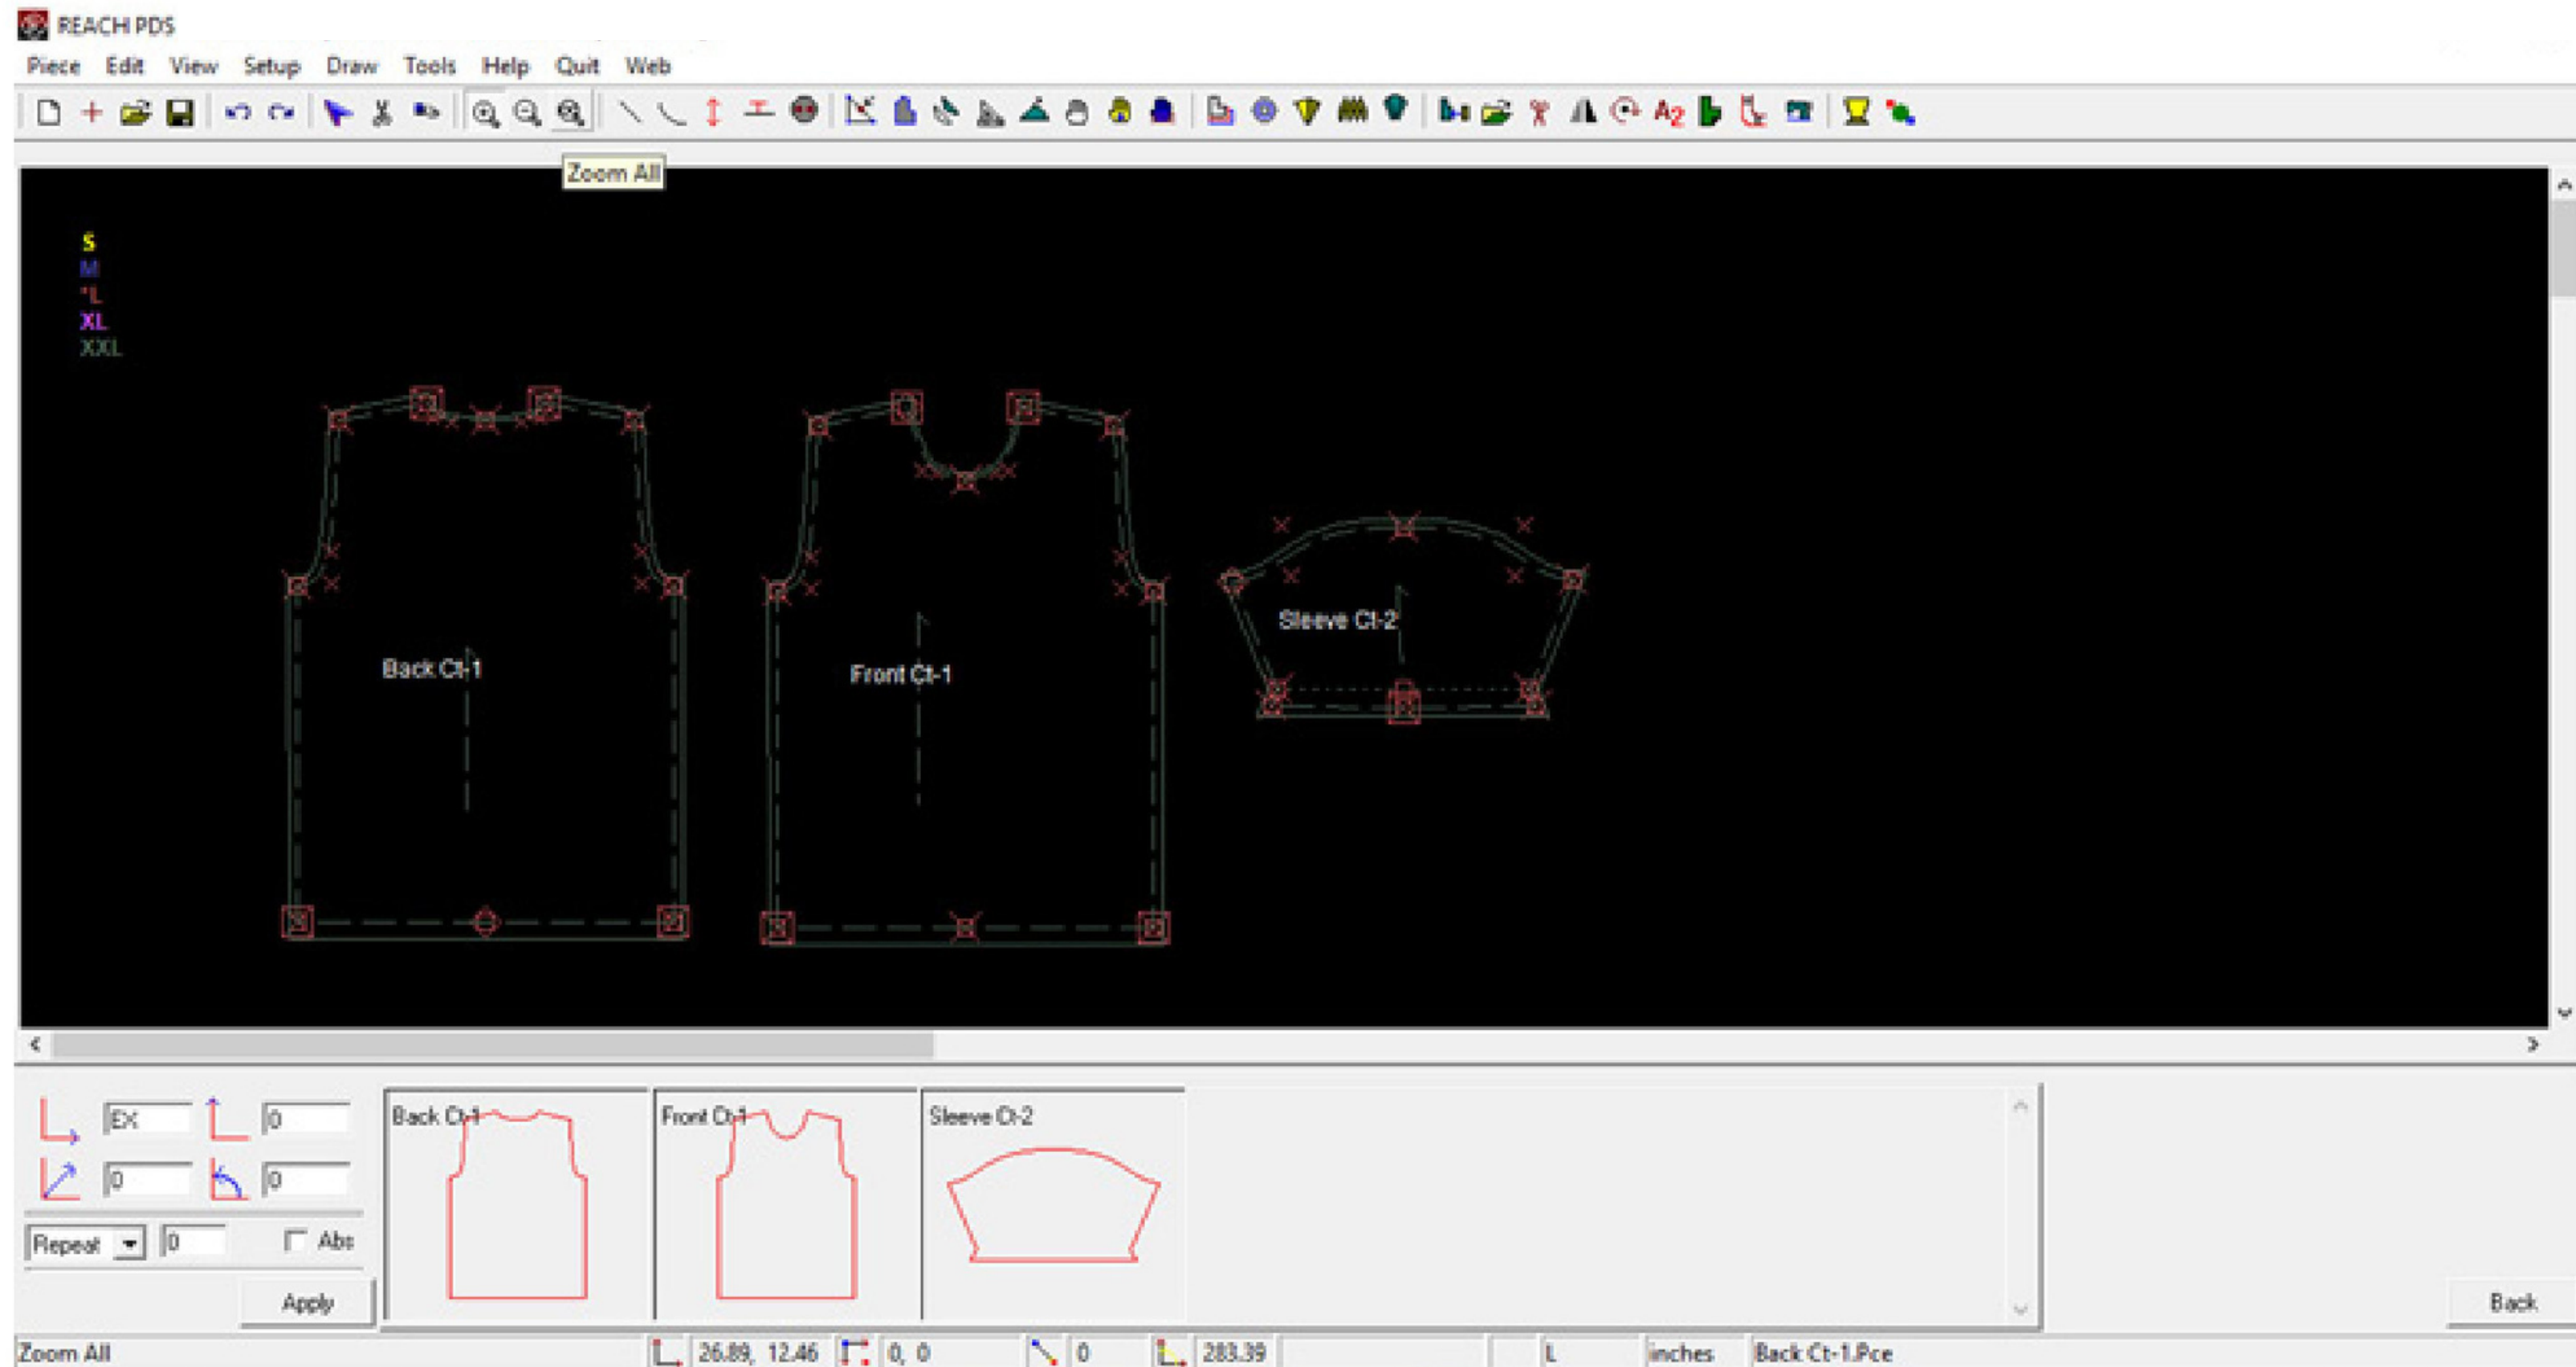 REACH PDS
Piece Edit View Setup Draw Tools Help Quit Web
A2
Zoom All
S
M
*L
XL
XXL
Back Ct-1
Front Ct-1
Sleeve Ct-2
EX 0
0 0
Repeat 0 Abs
Apply
Back Ct-1
Front Ct-1
Sleeve Ct-2
Back
Zoom All 26.89, 12.46 0, 0 0 283.39 L inches Back Ct-1.Pce